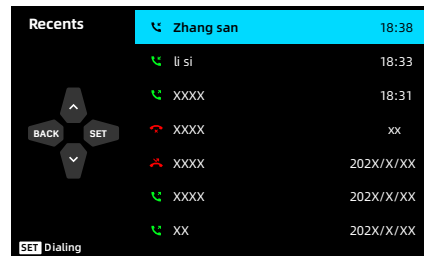 Recents
Zhang san 18:38
li si 18:33
XXXX 18:31
BACK SET
XXXX xx
XXXX 202X/X/XX
XXXX 202X/X/XX
XX 202X/X/XX
SET Dialing